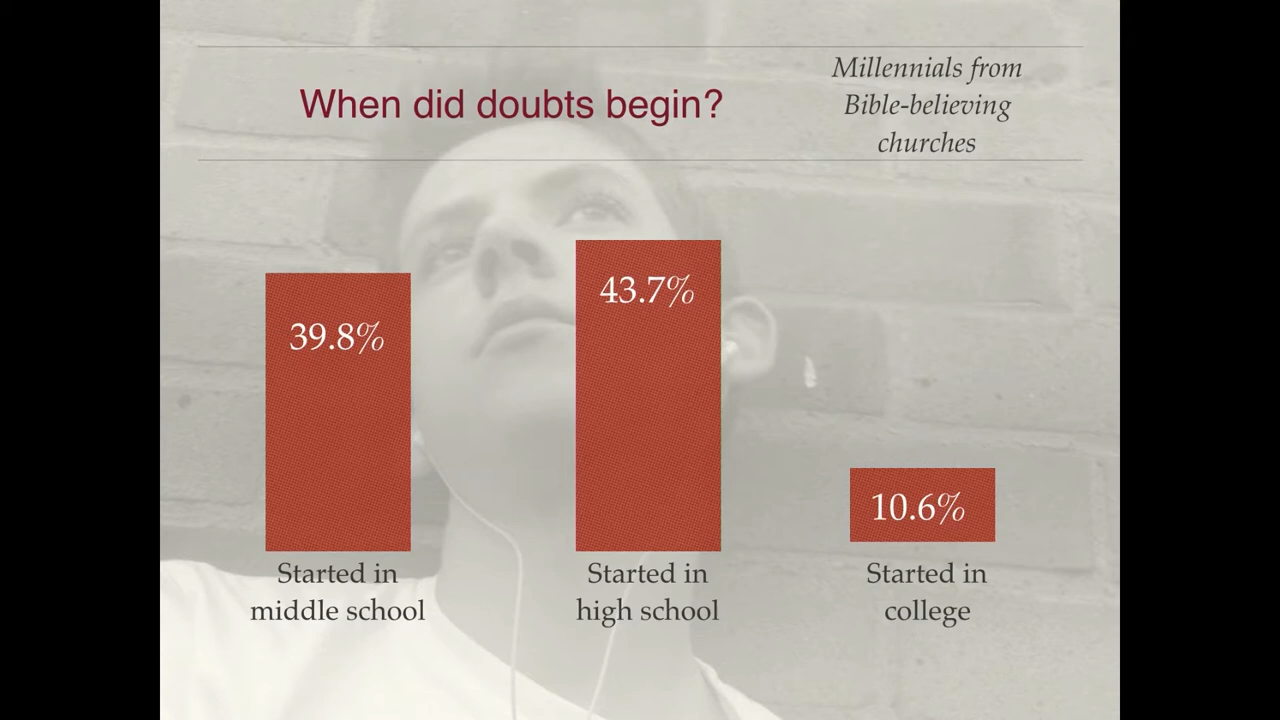 When did doubts begin?
Millennials from
Bible-believing
churches
39.8%
43.7%
10.6%
Started in
middle school
Started in
high school
Started in
college